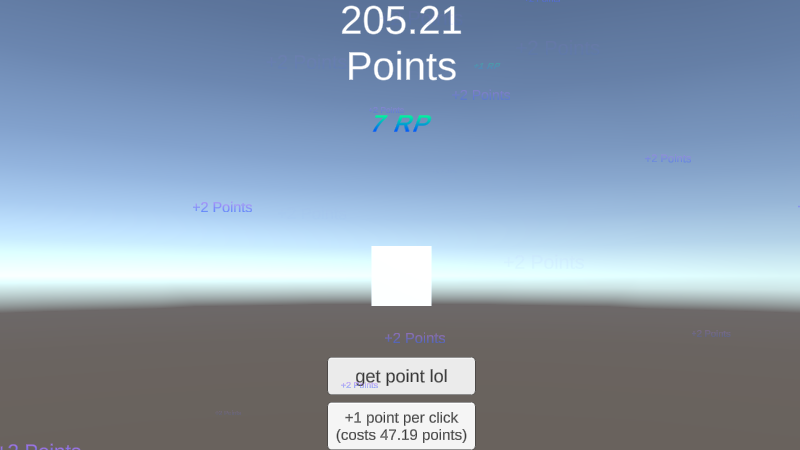 205.21
Points
+2 Points
7 RP
+2 Points
+2 Points
+2 Points
+2 Points
+2 Points
get point lol
+2 Points
+1 point per click
(costs 47.19 points)
+2 Points